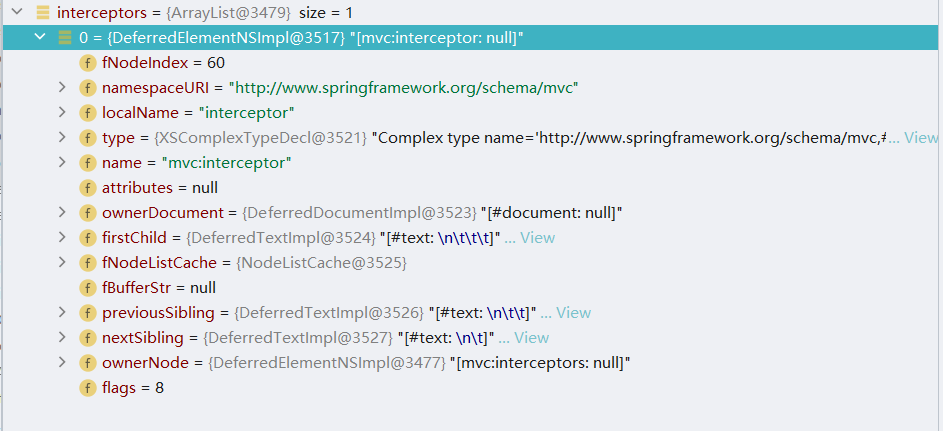 interceptors = {ArrayList@3479} size = 1
0 = {DeferredElementNSImpl@3517} "[mvc:interceptor: null]"
f fNodeIndex = 60
f namespaceURI = "http://www.springframework.org/schema/mvc"
f localName = "interceptor"
f type = {XSComplexTypeDecl@3521} "Complex type name='http://www.springframework.org/schema/mvc,#... View
f name = "mvc:interceptor"
f attributes = null
f ownerDocument = {DeferredDocumentImpl@3523} "[#document: null]"
f firstChild = {DeferredTextImpl@3524} "[#text: \n\t\t\t]" ... View
f fNodeListCache = {NodeListCache@3525}
f fBufferStr = null
f previousSibling = {DeferredTextImpl@3526} "[#text: \n\t\t]" ... View
f nextSibling = {DeferredTextImpl@3527} "[#text: \n\t]" ... View
f ownerNode = {DeferredElementNSImpl@3477} "[mvc:interceptors: null]"
f flags = 8